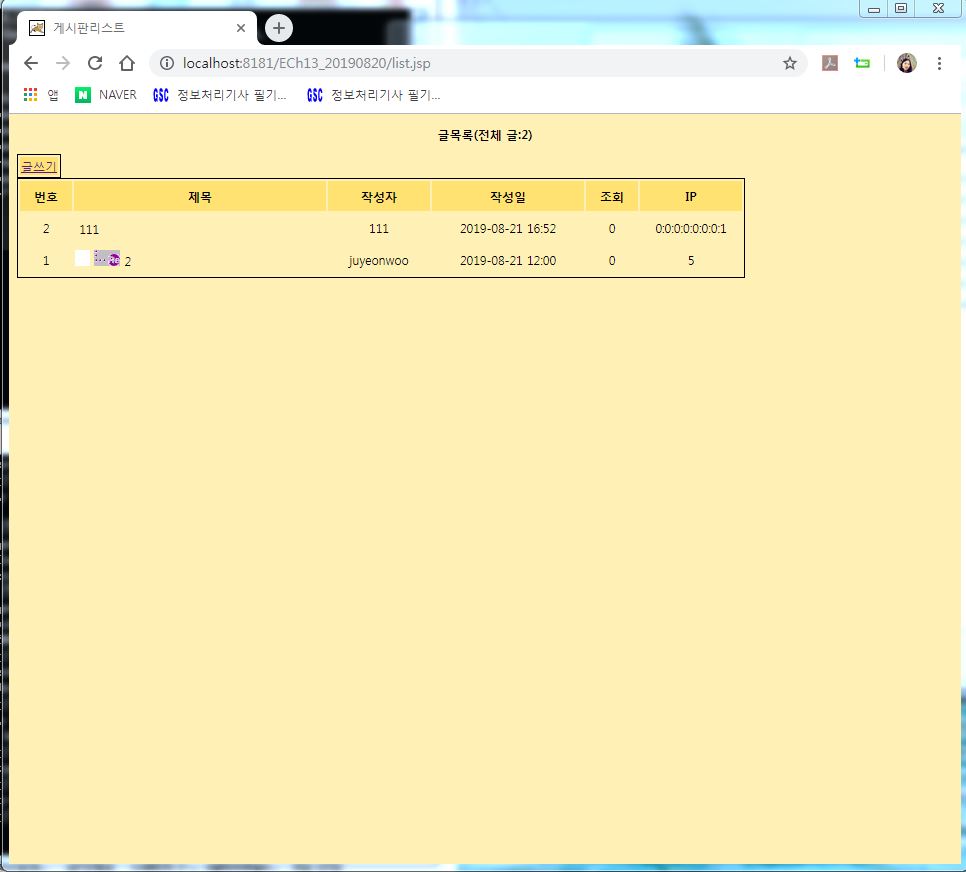 게시판리스트
localhost:8181/ECh13_20190820/list.jsp
앱 NAVER GSC 정보처리기사 필기... GSC 정보처리기사 필기...
글목록(전체 글:2)
글쓰기
번호 제목 작성자 작성일 조회 IP
2 111 111 2019-08-21 16:52 0 0:0:0:0:0:0:0:1
1 Re 2 juyeonwoo 2019-08-21 12:00 0 5